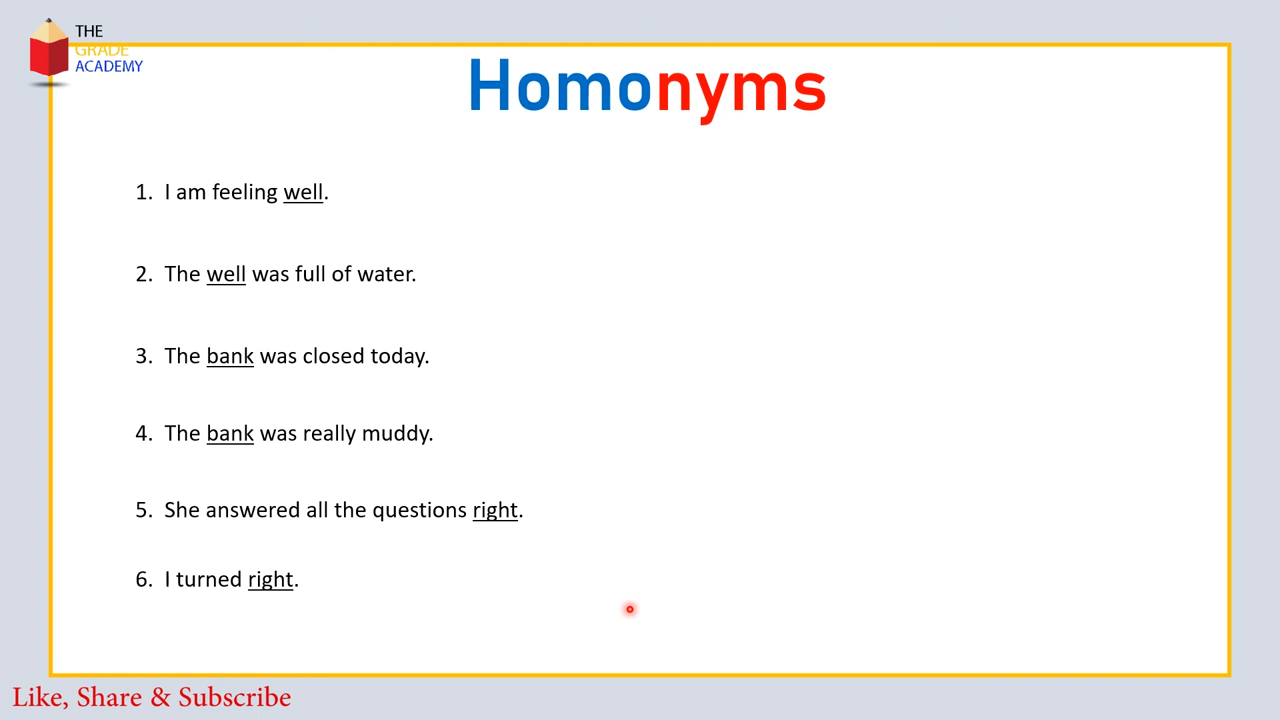 THE
GRADE
ACADEMY
Homonyms
1. I am feeling well.
2. The well was full of water.
3. The bank was closed today.
4. The bank was really muddy.
5. She answered all the questions right.
6. I turned right.
Like, Share & Subscribe